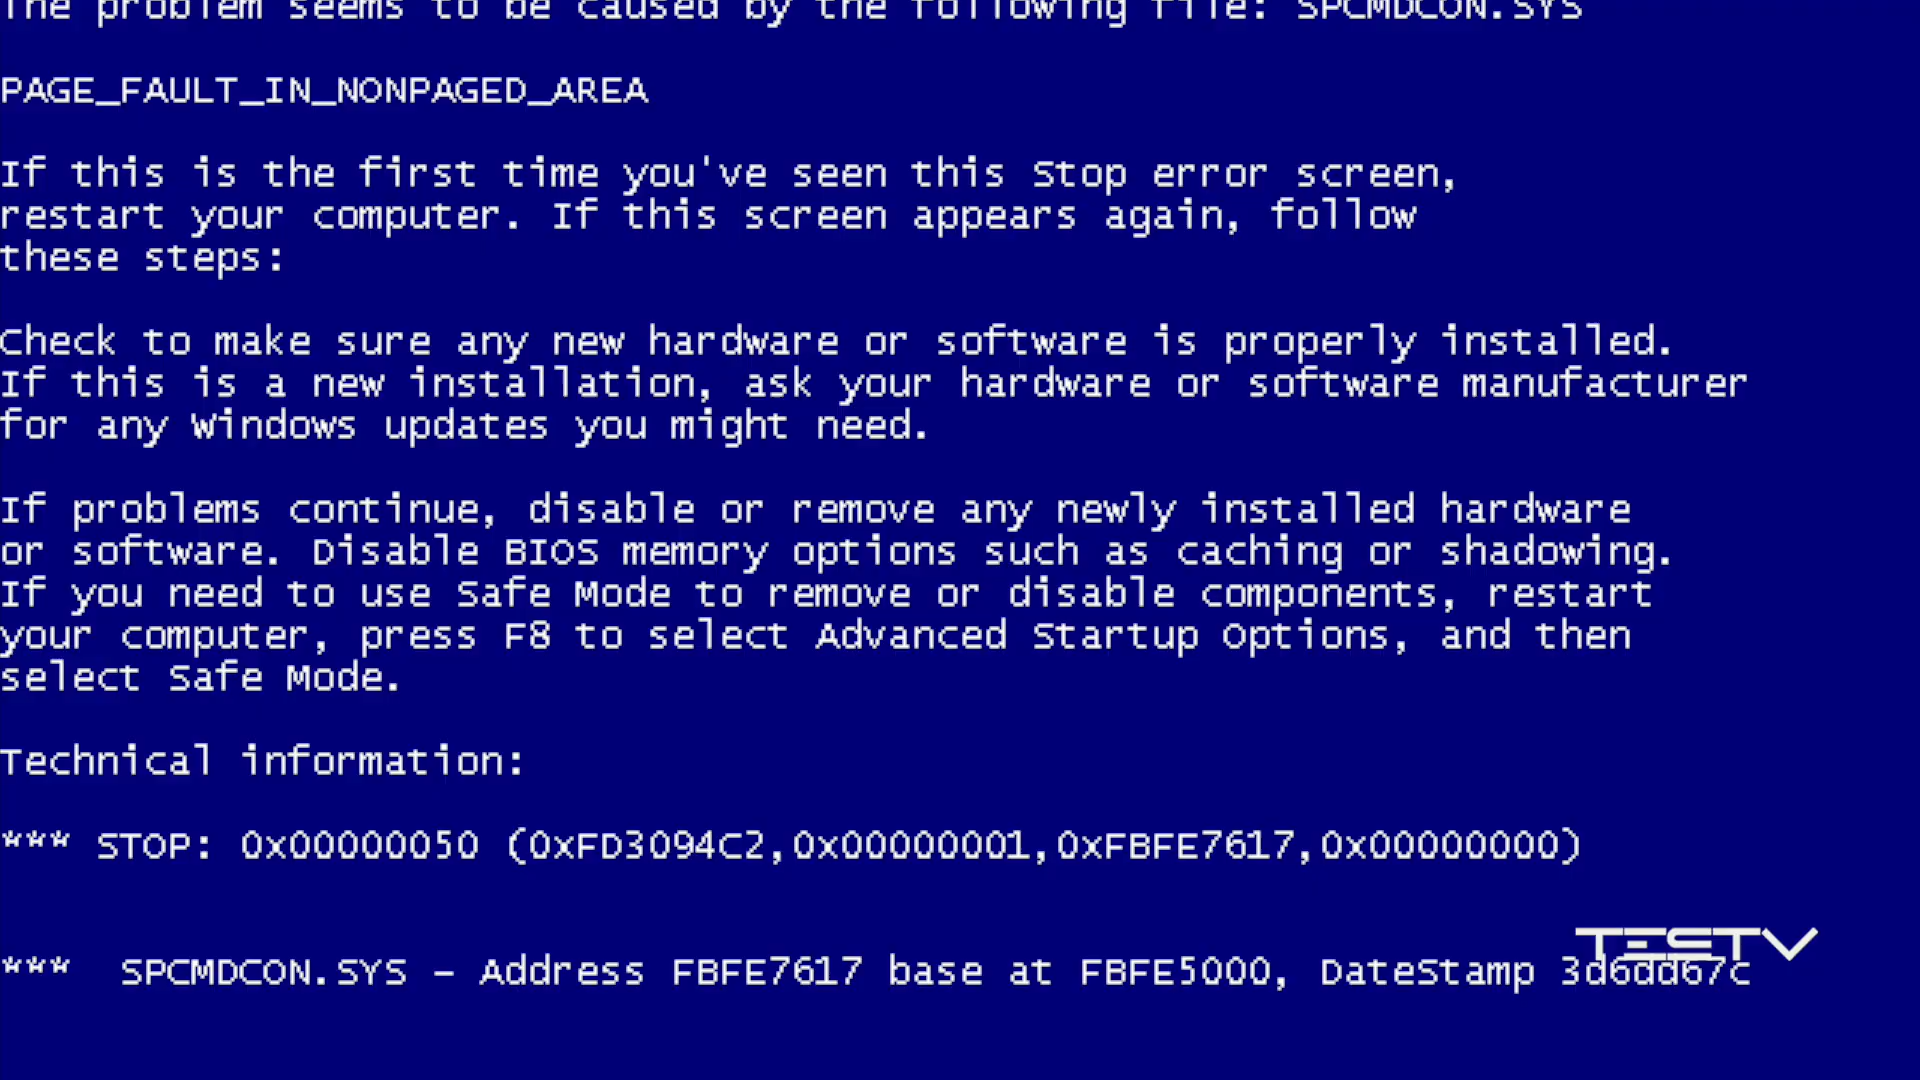 The problem seems to be caused by the following file: SPCMDCON.SYS
PAGE_FAULT_IN_NONPAGED_AREA
If this is the first time you've seen this Stop error screen,
restart your computer. If this screen appears again, follow
these steps:
Check to make sure any new hardware or software is properly installed.
If this is a new installation, ask your hardware or software manufacturer
for any Windows updates you might need.
If problems continue, disable or remove any newly installed hardware
or software. Disable BIOS memory options such as caching or shadowing.
If you need to use Safe Mode to remove or disable components, restart
your computer, press F8 to select Advanced Startup Options, and then
select Safe Mode.
Technical information:
*** STOP: 0x00000050 (0xFD3094C2,0x00000001,0xFBFE7617,0x00000000)
TESTV
*** SPCMDCON.SYS - Address FBFE7617 base at FBFE5000, DateStamp 3d6dd67c